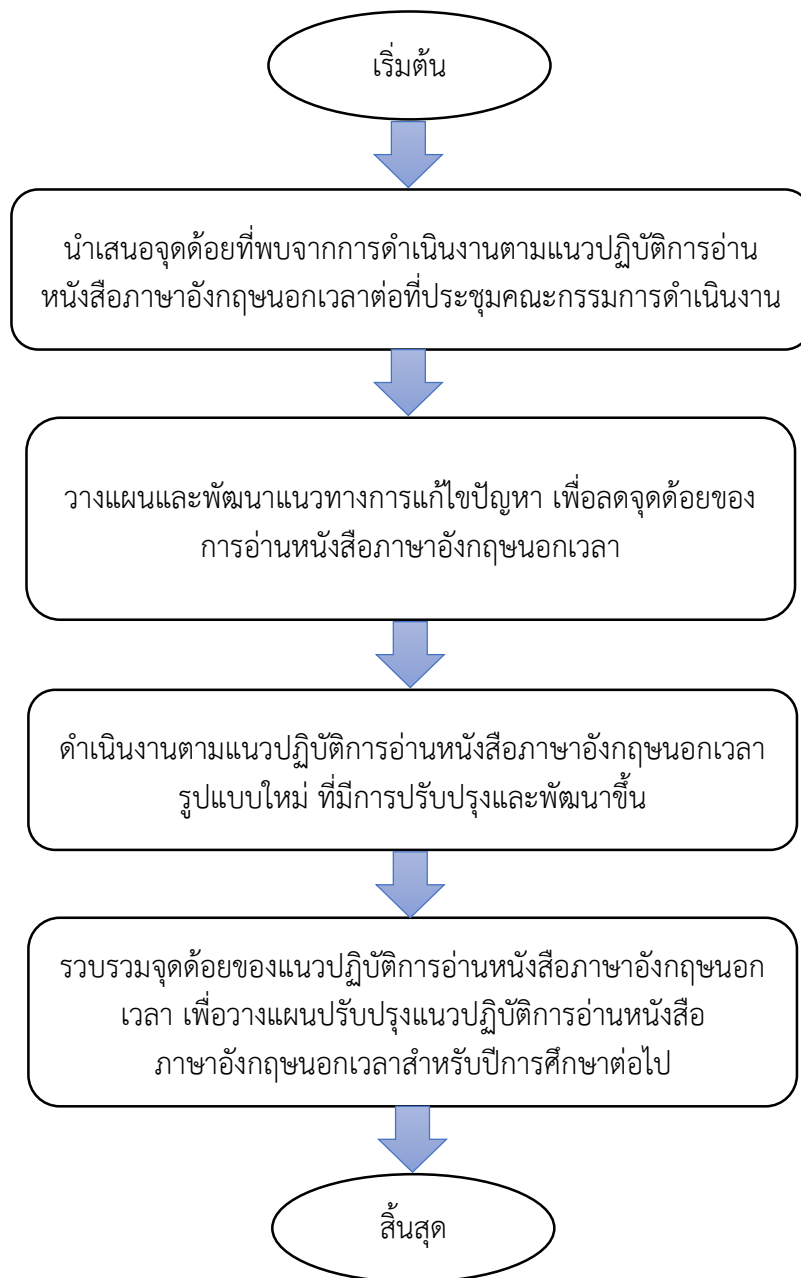 เริ่มต้น
นำเสนอจุดด้อยที่พบจากการดำเนินงานตามแนวปฏิบัติการอ่าน
หนังสือภาษาอังกฤษนอกเวลาต่อที่ประชุมคณะกรรมการดำเนินงาน
วางแผนและพัฒนาแนวทางการแก้ไขปัญหา เพื่อลดจุดด้อยของ
การอ่านหนังสือภาษาอังกฤษนอกเวลา
ดำเนินงานตามแนวปฏิบัติการอ่านหนังสือภาษาอังกฤษนอกเวลา
รูปแบบใหม่ ที่มีการปรับปรุงและพัฒนาขึ้น
รวบรวมจุดด้อยของแนวปฏิบัติการอ่านหนังสือภาษาอังกฤษนอก
เวลา เพื่อวางแผนปรับปรุงแนวปฏิบัติการอ่านหนังสือ
ภาษาอังกฤษนอกเวลาสำหรับปีการศึกษาต่อไป
สิ้นสุด